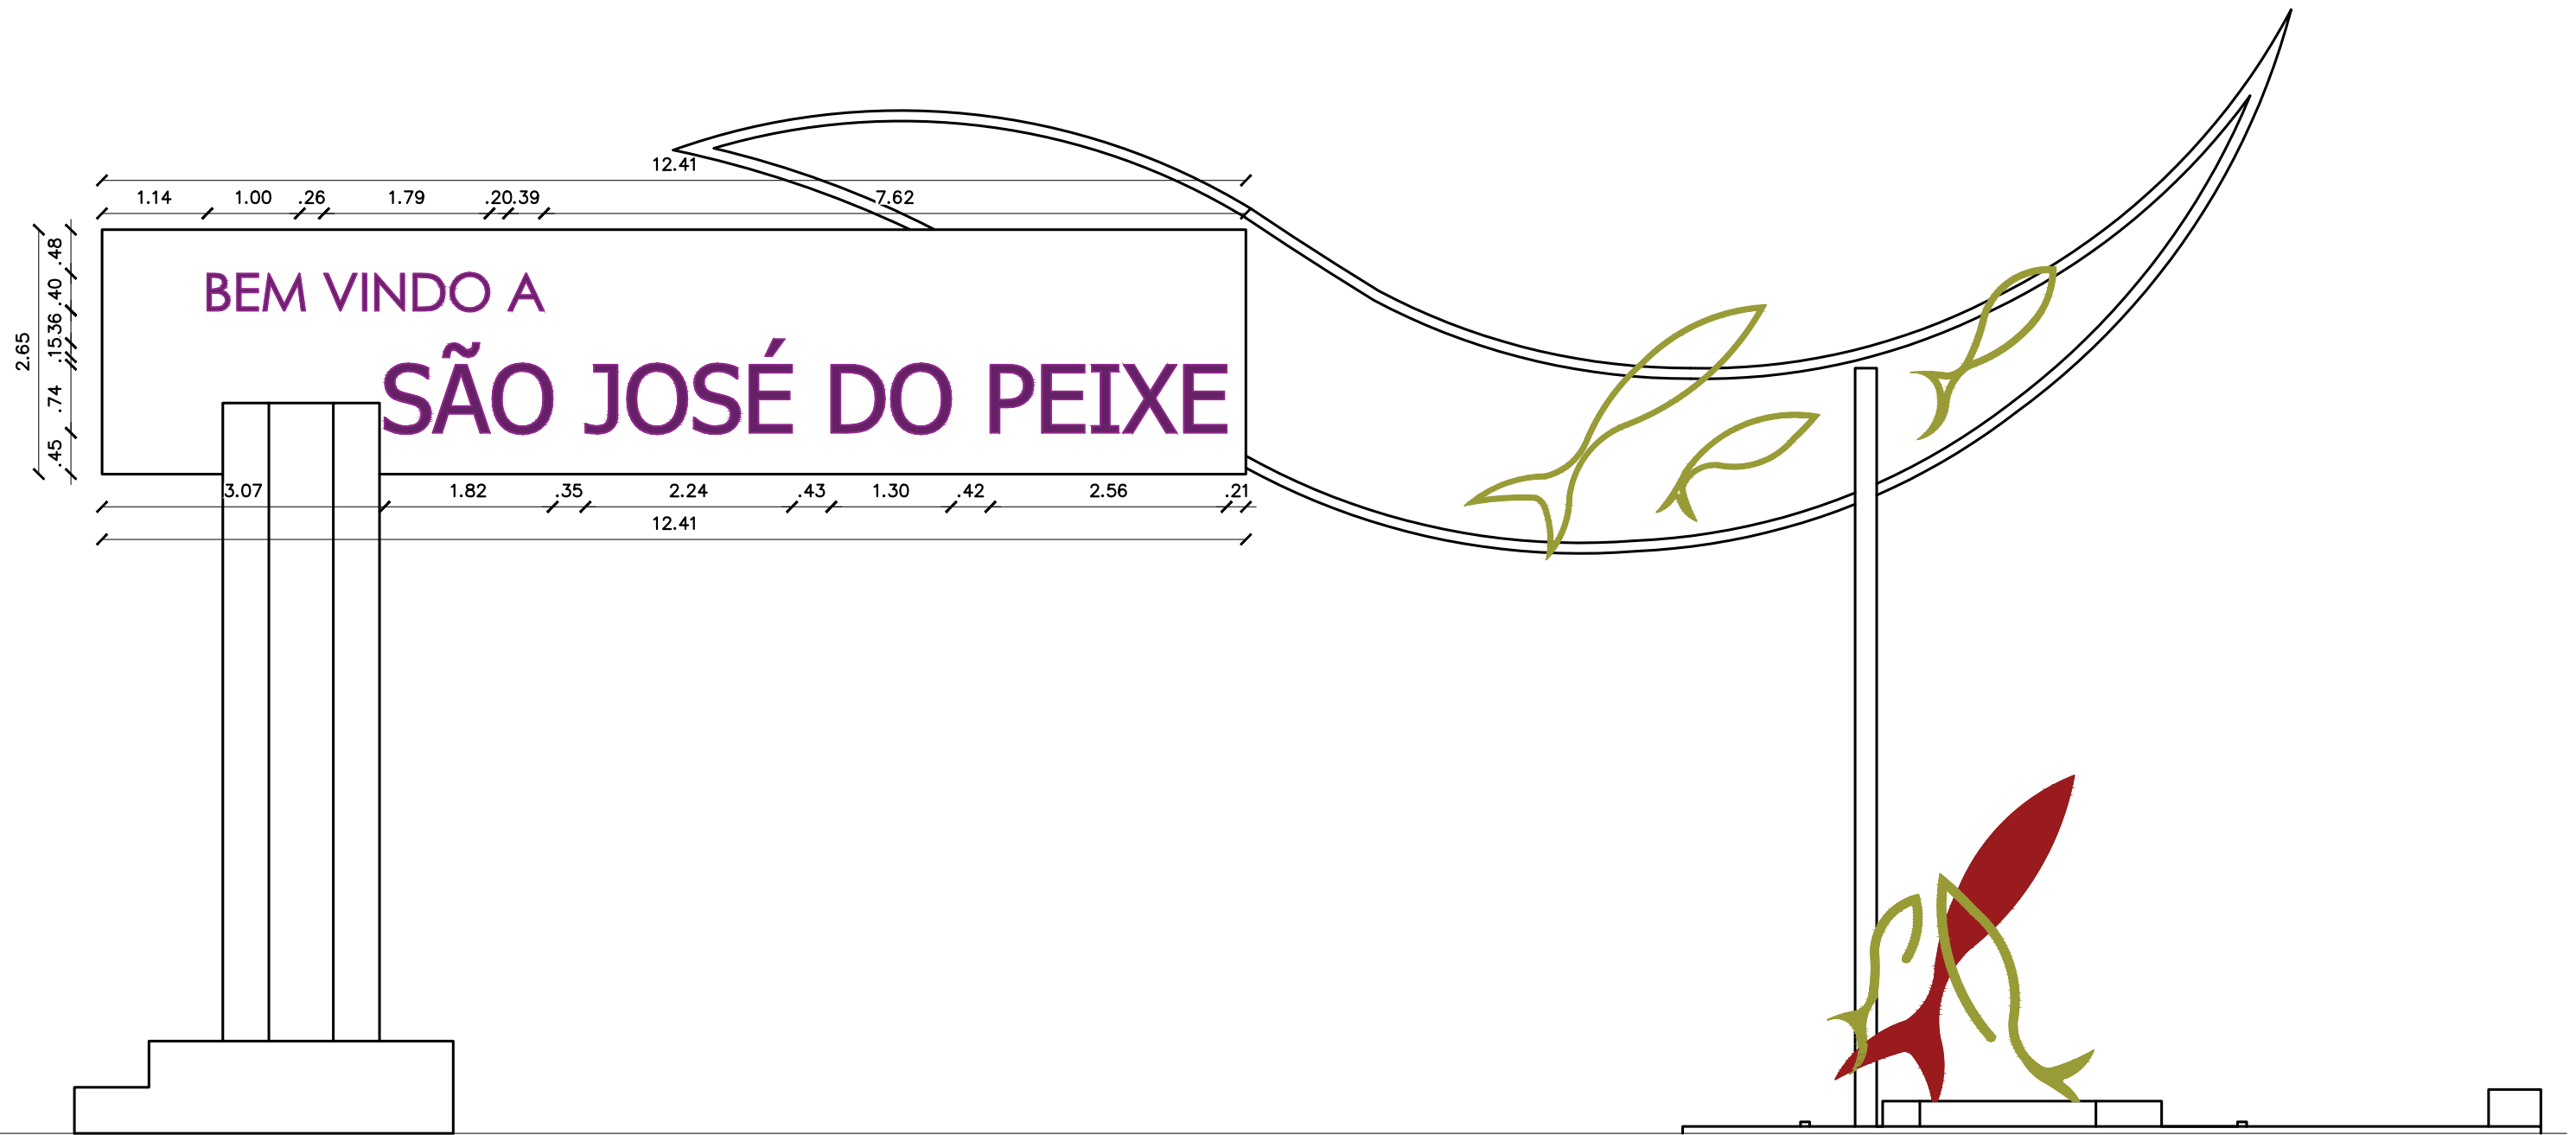 12.41
1.14 1.00 .26 1.79 .20 .39 7.62
2.65
.48
.40
.36
.15
.74
.45
BEM VINDO A
SÃO JOSÉ DO PEIXE
3.07 1.82 .35 2.24 .43 1.30 .42 2.56 .21
12.41